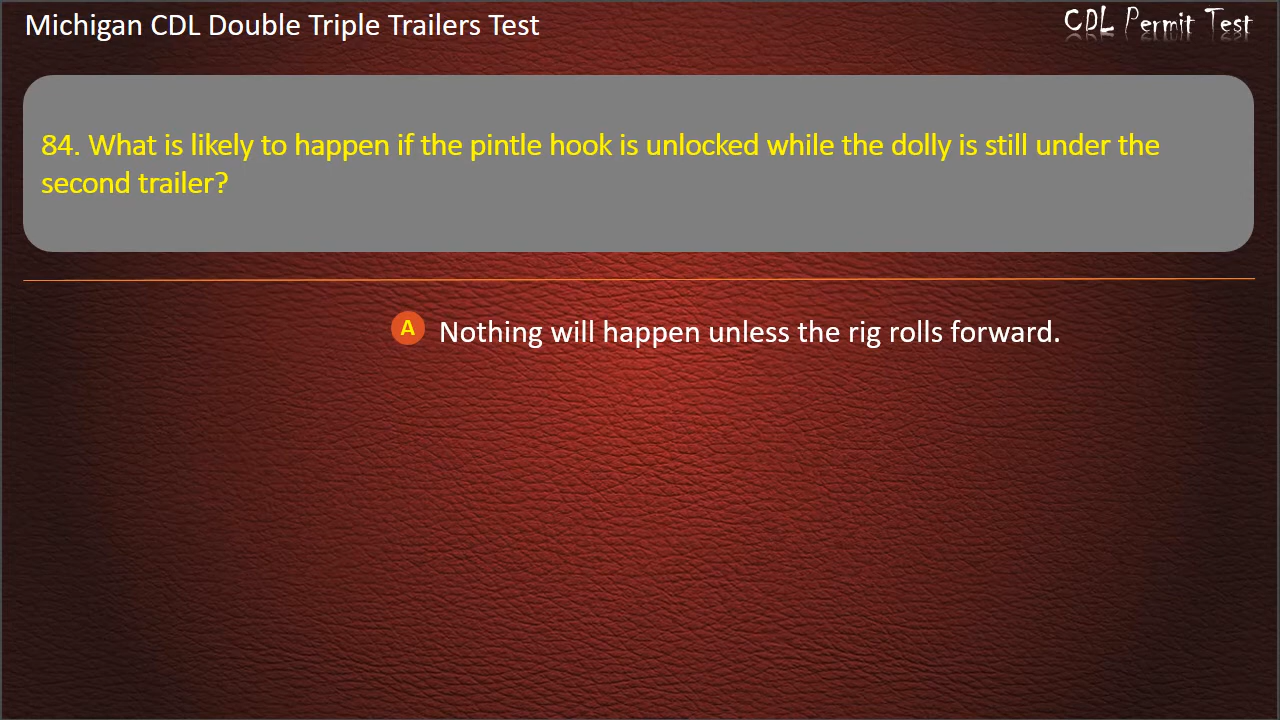 Michigan CDL Double Triple Trailers Test
CDL Permit Test
84. What is likely to happen if the pintle hook is unlocked while the dolly is still under the
second trailer?
A Nothing will happen unless the rig rolls forward.